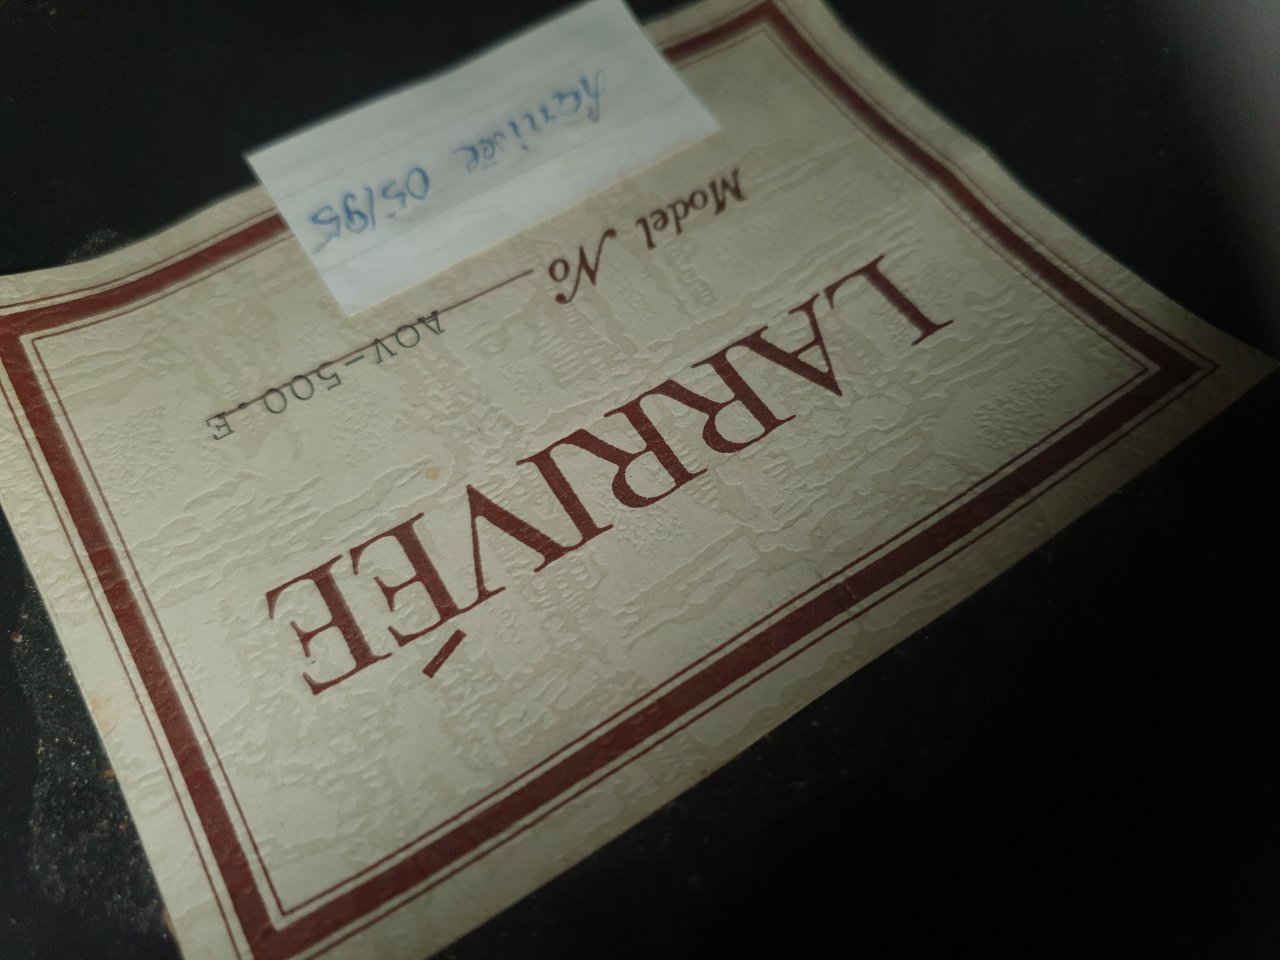 LARRIVÉE
Model No AOV-500.E
Larrivée 05/95